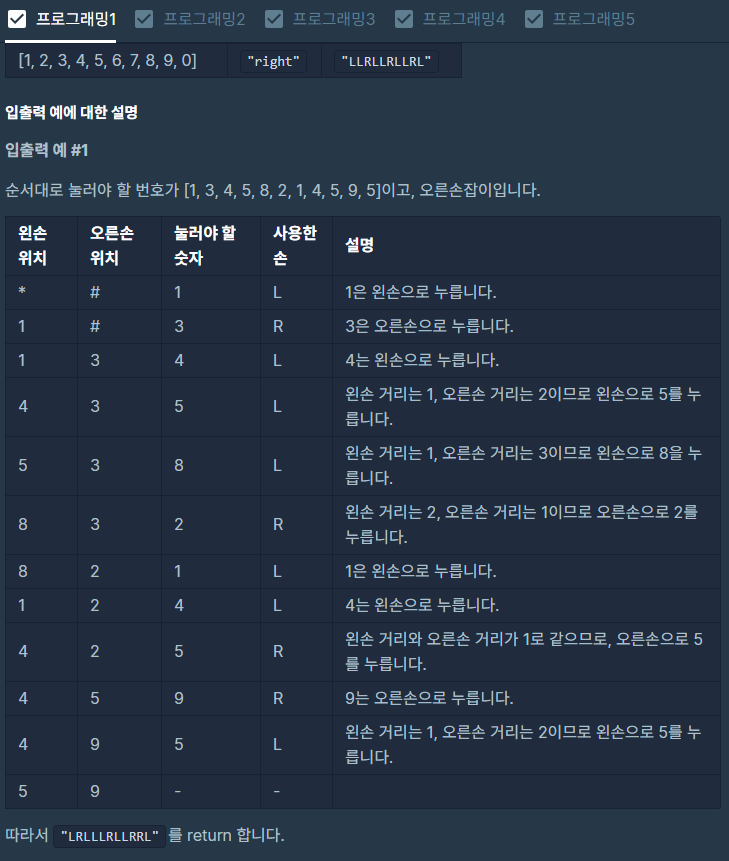 프로그래밍1 프로그래밍2 프로그래밍3 프로그래밍4 프로그래밍5
[1, 2, 3, 4, 5, 6, 7, 8, 9, 0] "right" "LLRLLRLLRL"
입출력 예에 대한 설명
입출력 예 #1
순서대로 눌러야 할 번호가 [1, 3, 4, 5, 8, 2, 1, 4, 5, 9, 5]이고, 오른손잡이입니다.
왼손 위치 오른손 위치 눌러야 할 숫자 사용한 손 설명
* # 1 L 1은 왼손으로 누릅니다.
1 # 3 R 3은 오른손으로 누릅니다.
1 3 4 L 4는 왼손으로 누릅니다.
4 3 5 L 왼손 거리는 1, 오른손 거리는 2이므로 왼손으로 5를 누릅니다.
5 3 8 L 왼손 거리는 1, 오른손 거리는 3이므로 왼손으로 8을 누릅니다.
8 3 2 R 왼손 거리는 2, 오른손 거리는 1이므로 오른손으로 2를 누릅니다.
8 2 1 L 1은 왼손으로 누릅니다.
1 2 4 L 4는 왼손으로 누릅니다.
4 2 5 R 왼손 거리와 오른손 거리가 1로 같으므로, 오른손으로 5를 누릅니다.
4 5 9 R 9는 오른손으로 누릅니다.
4 9 5 L 왼손 거리는 1, 오른손 거리는 2이므로 왼손으로 5를 누릅니다.
5 9 - -
따라서 "LRLLLRLLRRL" 를 return 합니다.